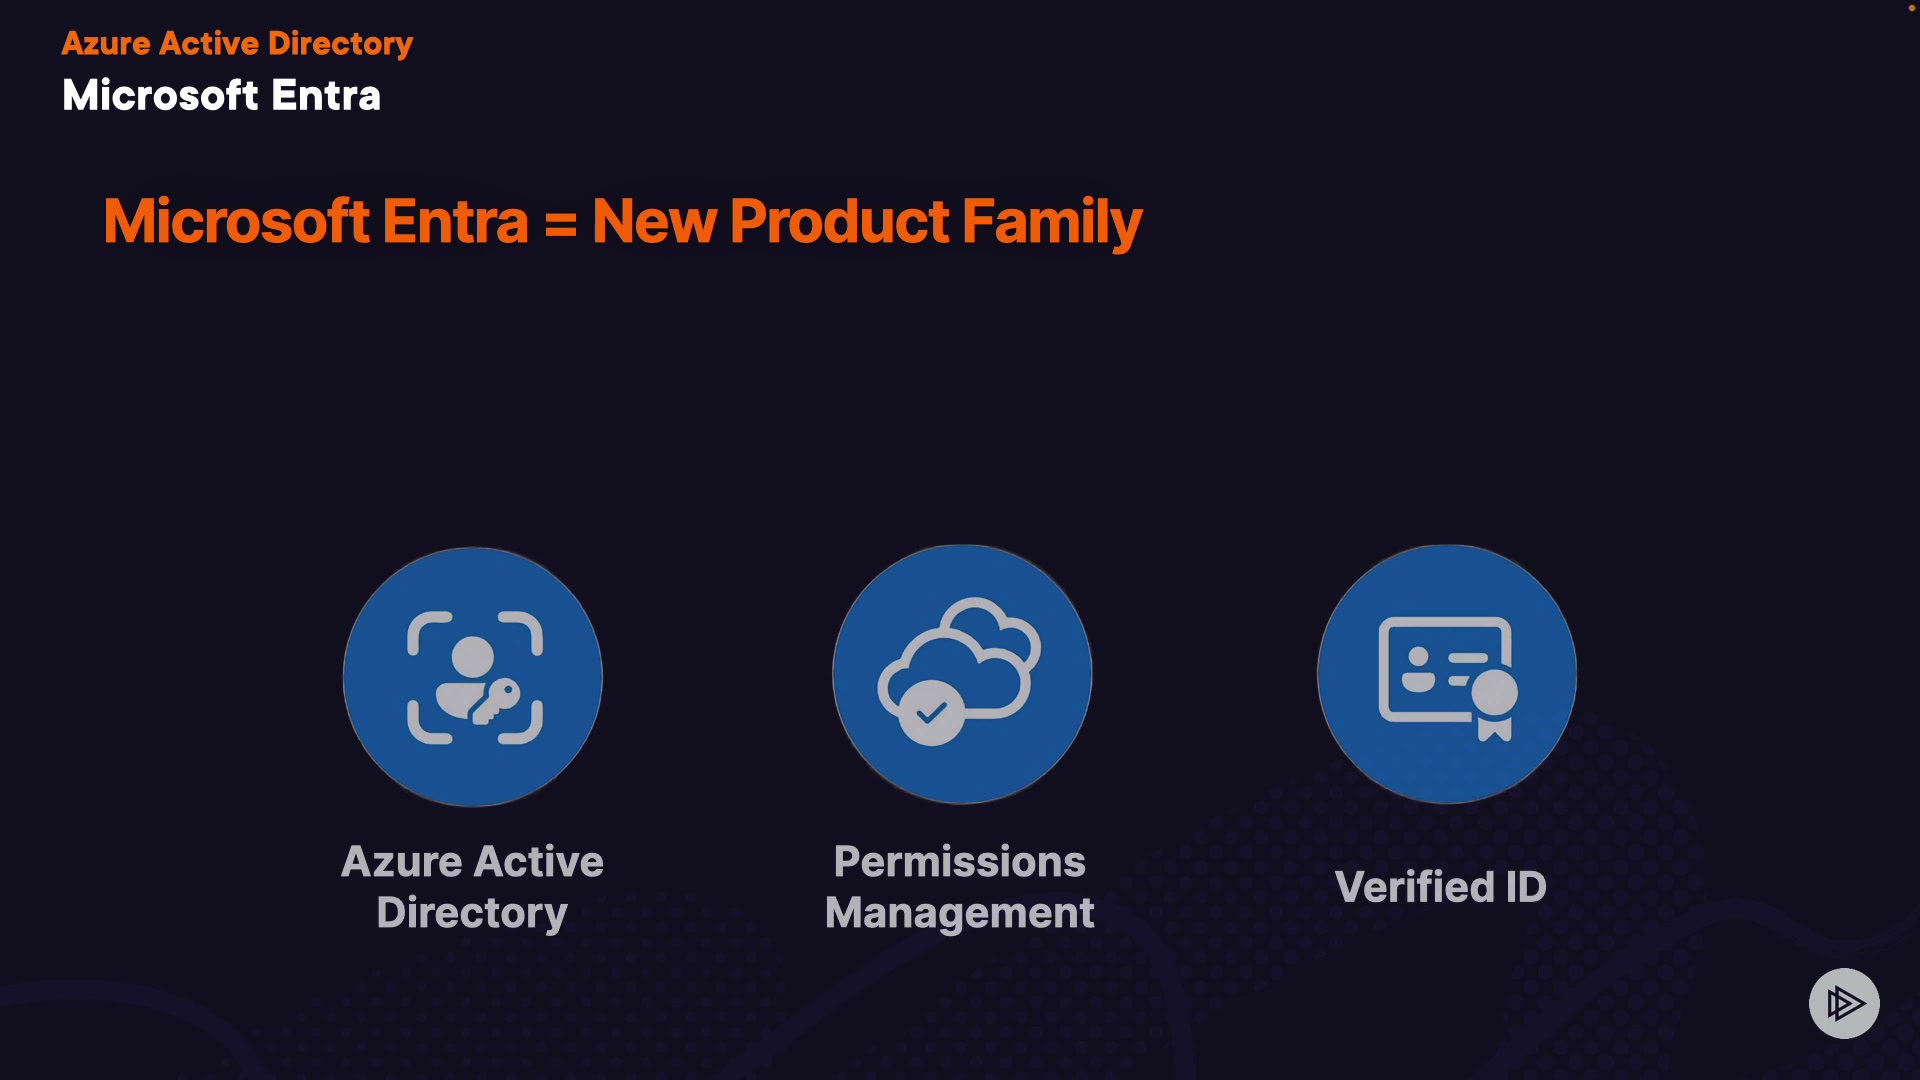 Azure Active Directory
Microsoft Entra
Microsoft Entra = New Product Family
Azure Active
Directory
Permissions
Management
Verified ID